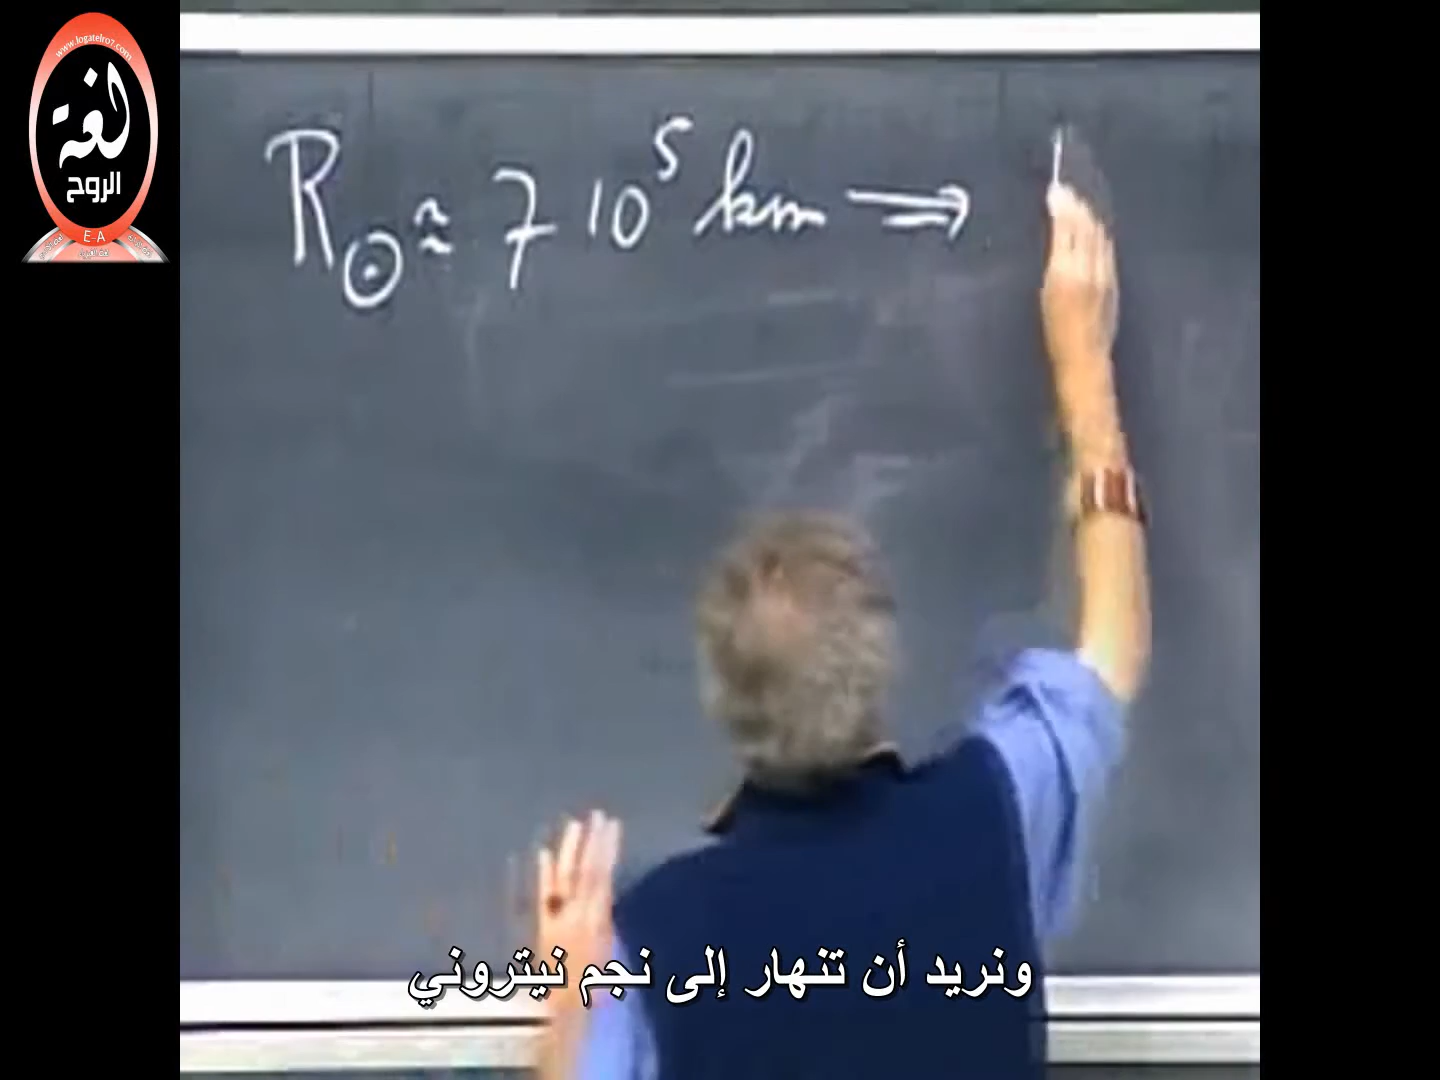 www.logatelro7.com
لغة
الروح
E-A
R☉ ≈ 7 10⁵ km →
ونريد أن تنهار إلى نجم نيتروني